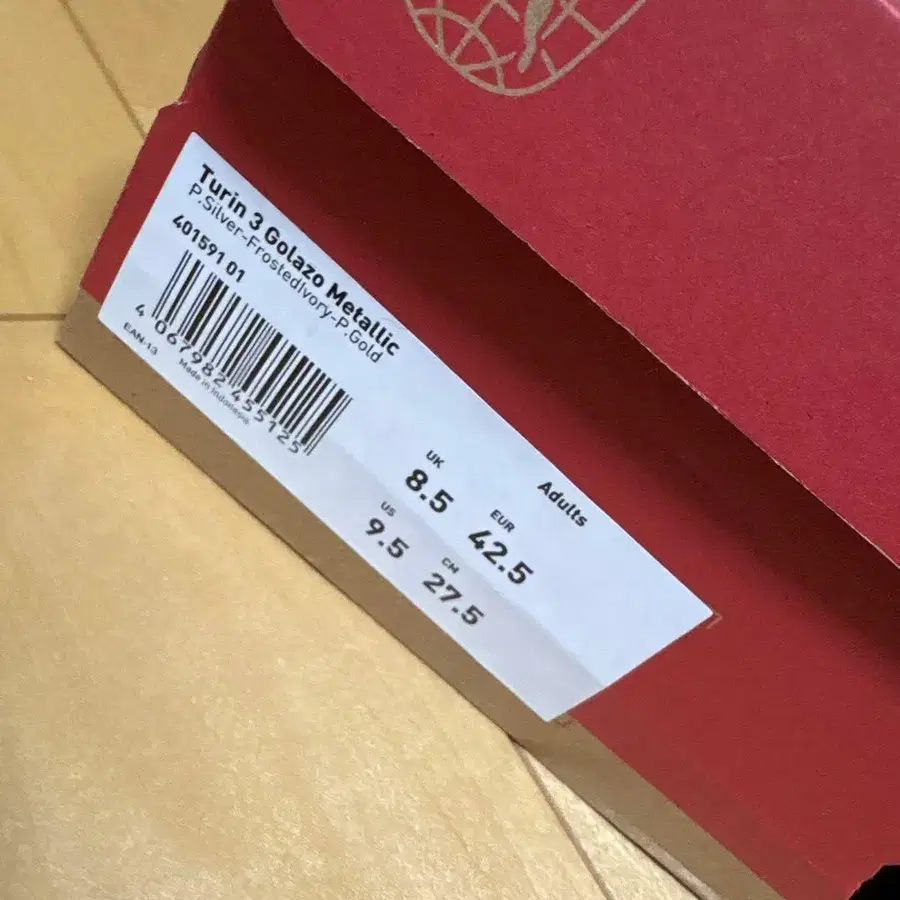 Turin 3 Golazo Metallic
P.Silver-FrostedIvory-P.Gold
401591 01
4 067982 455125
EAN-13 Made in Indonesia
Adults
UK EUR
8.5 42.5
US CM
9.5 27.5